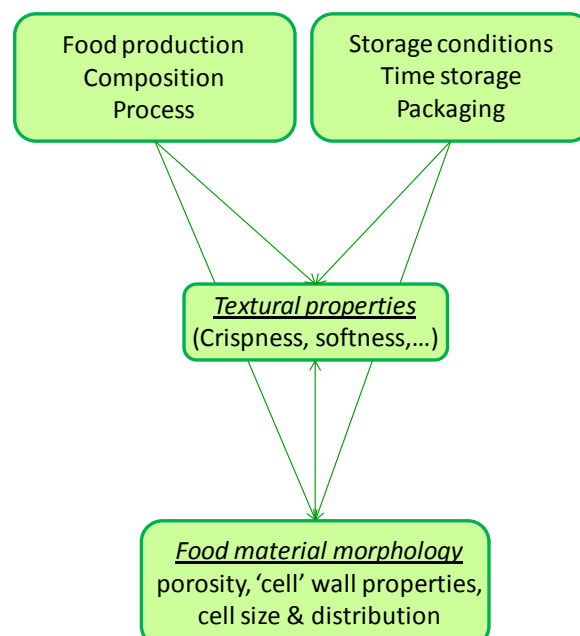 Food production
Composition
Process
Storage conditions
Time storage
Packaging
Textural properties
(Crispness, softness,…)
Food material morphology
porosity, ‘cell’ wall properties,
cell size & distribution